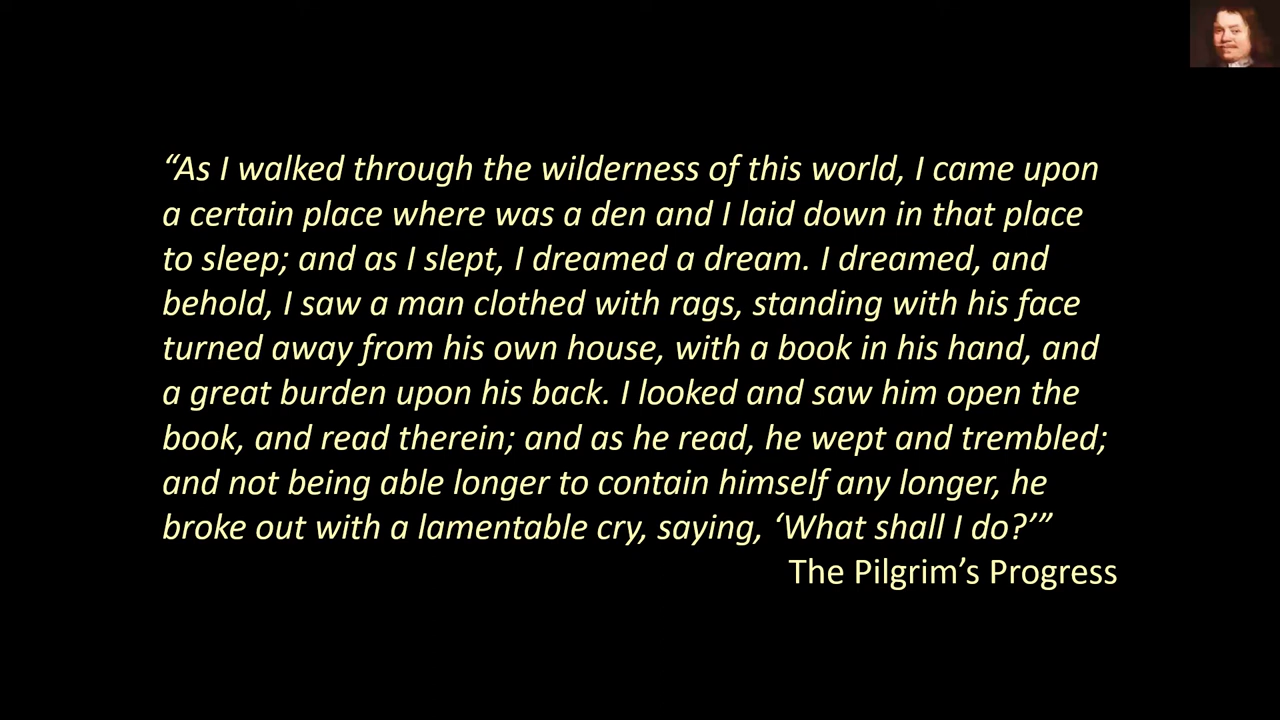 “As I walked through the wilderness of this world, I came upon
a certain place where was a den and I laid down in that place
to sleep; and as I slept, I dreamed a dream. I dreamed, and
behold, I saw a man clothed with rags, standing with his face
turned away from his own house, with a book in his hand, and
a great burden upon his back. I looked and saw him open the
book, and read therein; and as he read, he wept and trembled;
and not being able longer to contain himself any longer, he
broke out with a lamentable cry, saying, ‘What shall I do?’”
The Pilgrim’s Progress